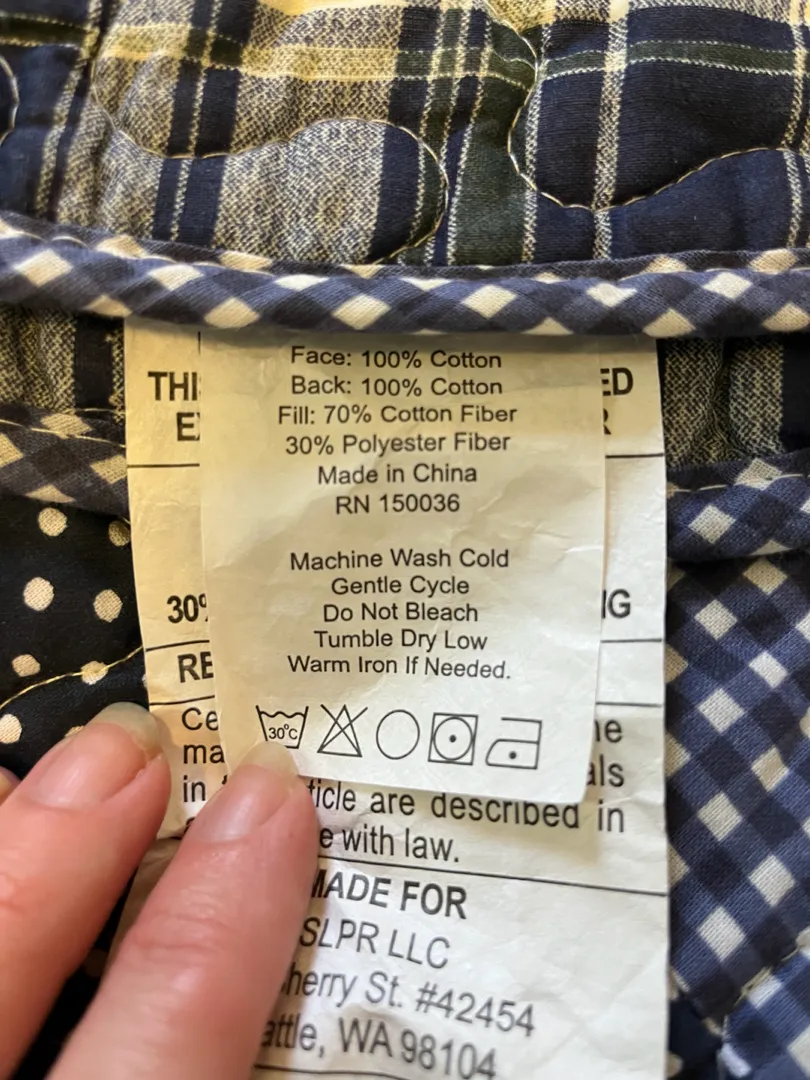 Face: 100% Cotton
Back: 100% Cotton
Fill: 70% Cotton Fiber
30% Polyester Fiber
Made in China
RN 150036
Machine Wash Cold
Gentle Cycle
Do Not Bleach
Tumble Dry Low
Warm Iron If Needed.
30°C
THI ED
30%
RE
Ce
ma als
in ticle are described in
e with law.
MADE FOR
SLPR LLC
herry St. #42454
attle, WA 98104